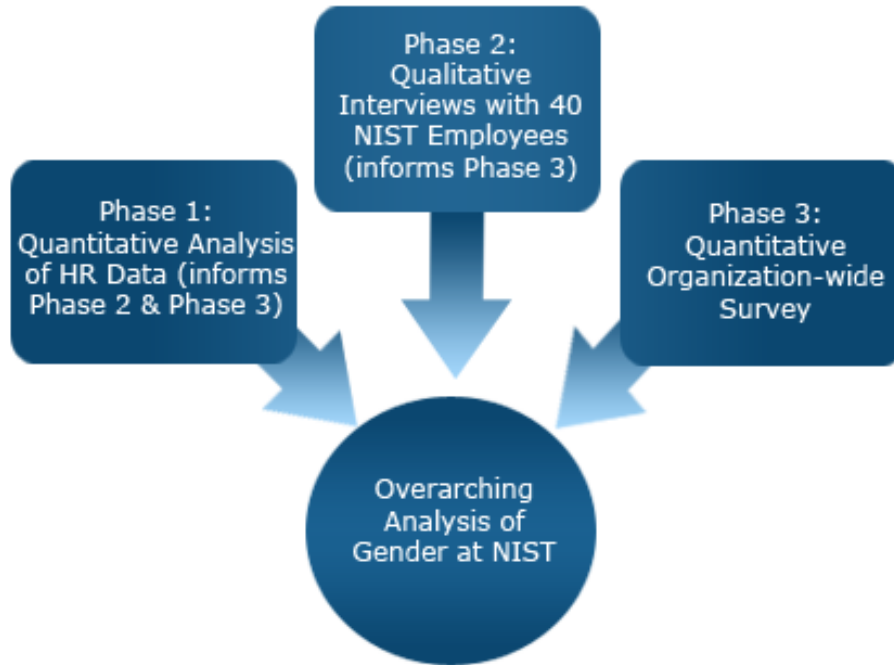 Phase 1:
Quantitative Analysis
of HR Data (informs
Phase 2 & Phase 3)
Phase 2:
Qualitative
Interviews with 40
NIST Employees
(informs Phase 3)
Phase 3:
Quantitative
Organization-wide
Survey
Overarching
Analysis of
Gender at NIST